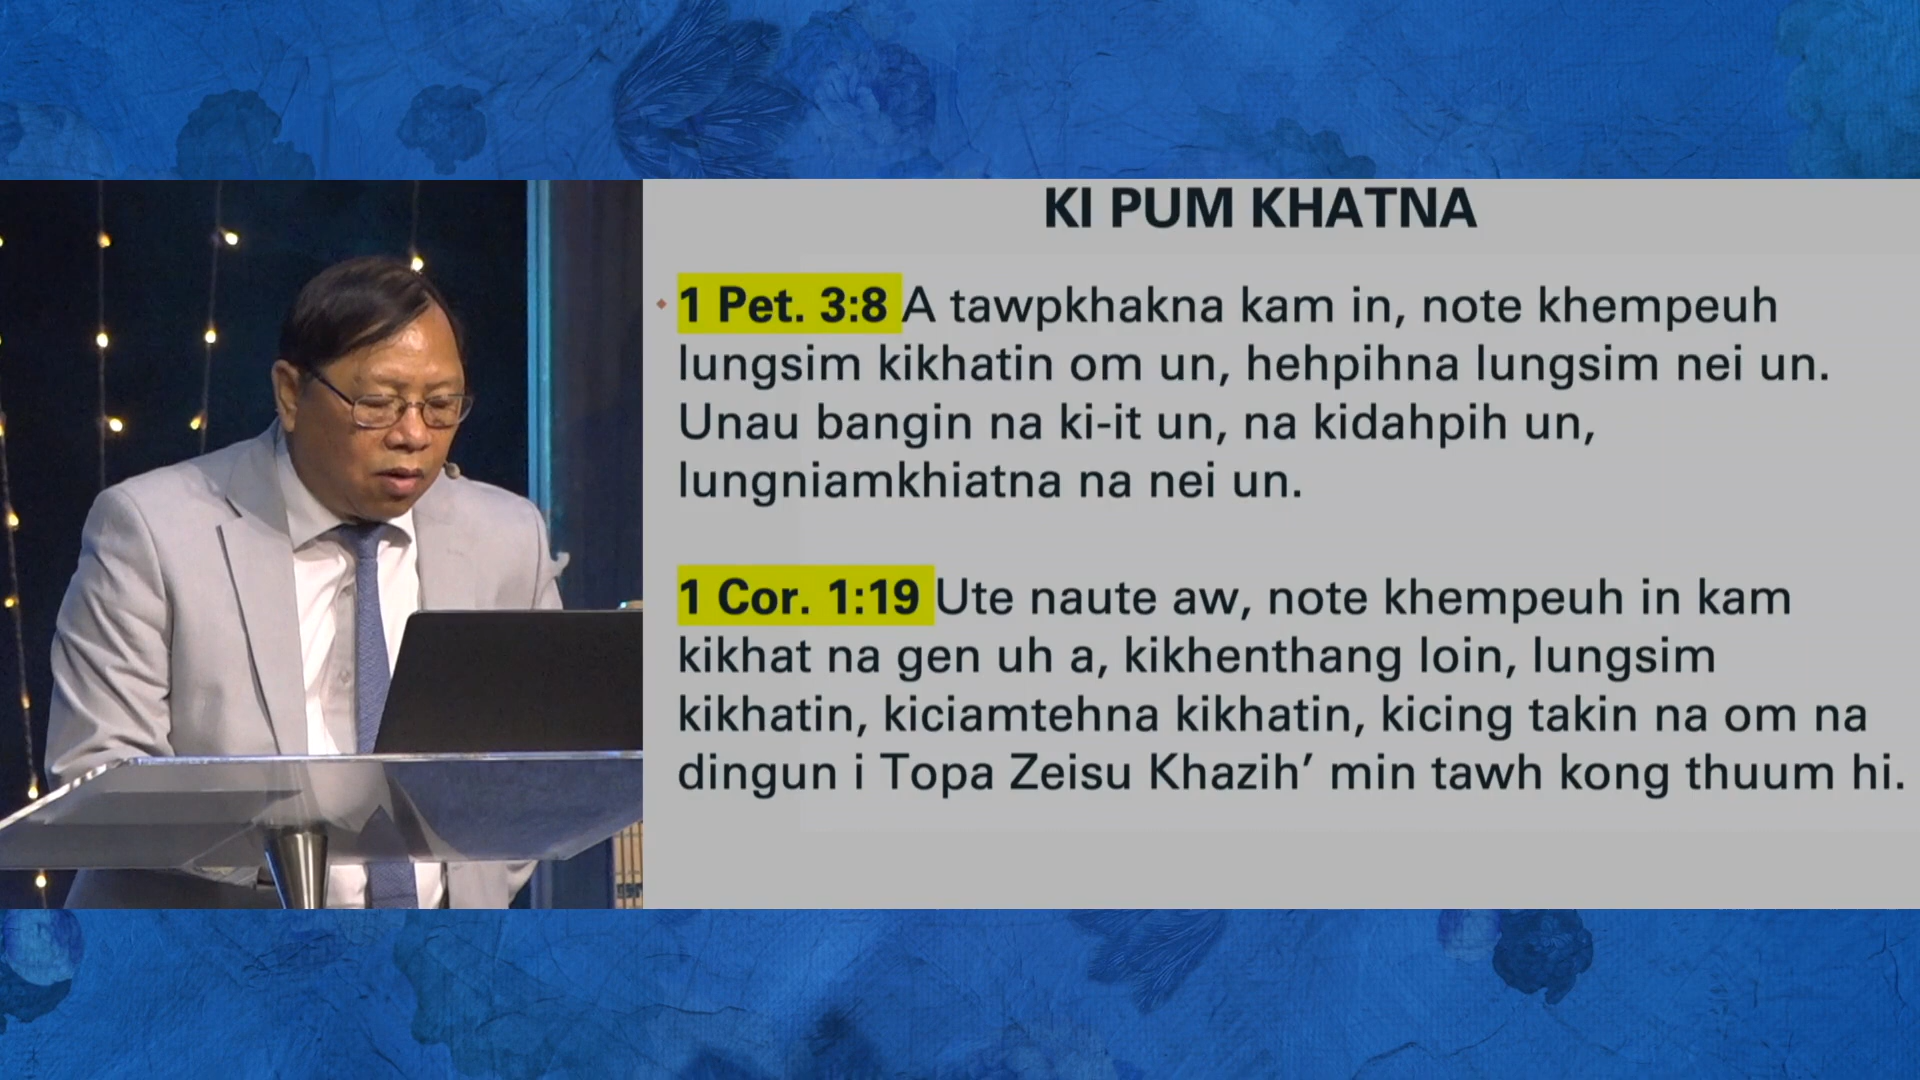 KI PUM KHATNA
1 Pet. 3:8 A tawpkhakna kam in, note khempeuh
lungsim kikhatin om un, hehpihna lungsim nei un.
Unau bangin na ki-it un, na kidahpih un,
lungniamkhiatna na nei un.
1 Cor. 1:19 Ute naute aw, note khempeuh in kam
kikhat na gen uh a, kikhenthang loin, lungsim
kikhatin, kiciamtehna kikhatin, kicing takin na om na
dingun i Topa Zeisu Khazih’ min tawh kong thuum hi.